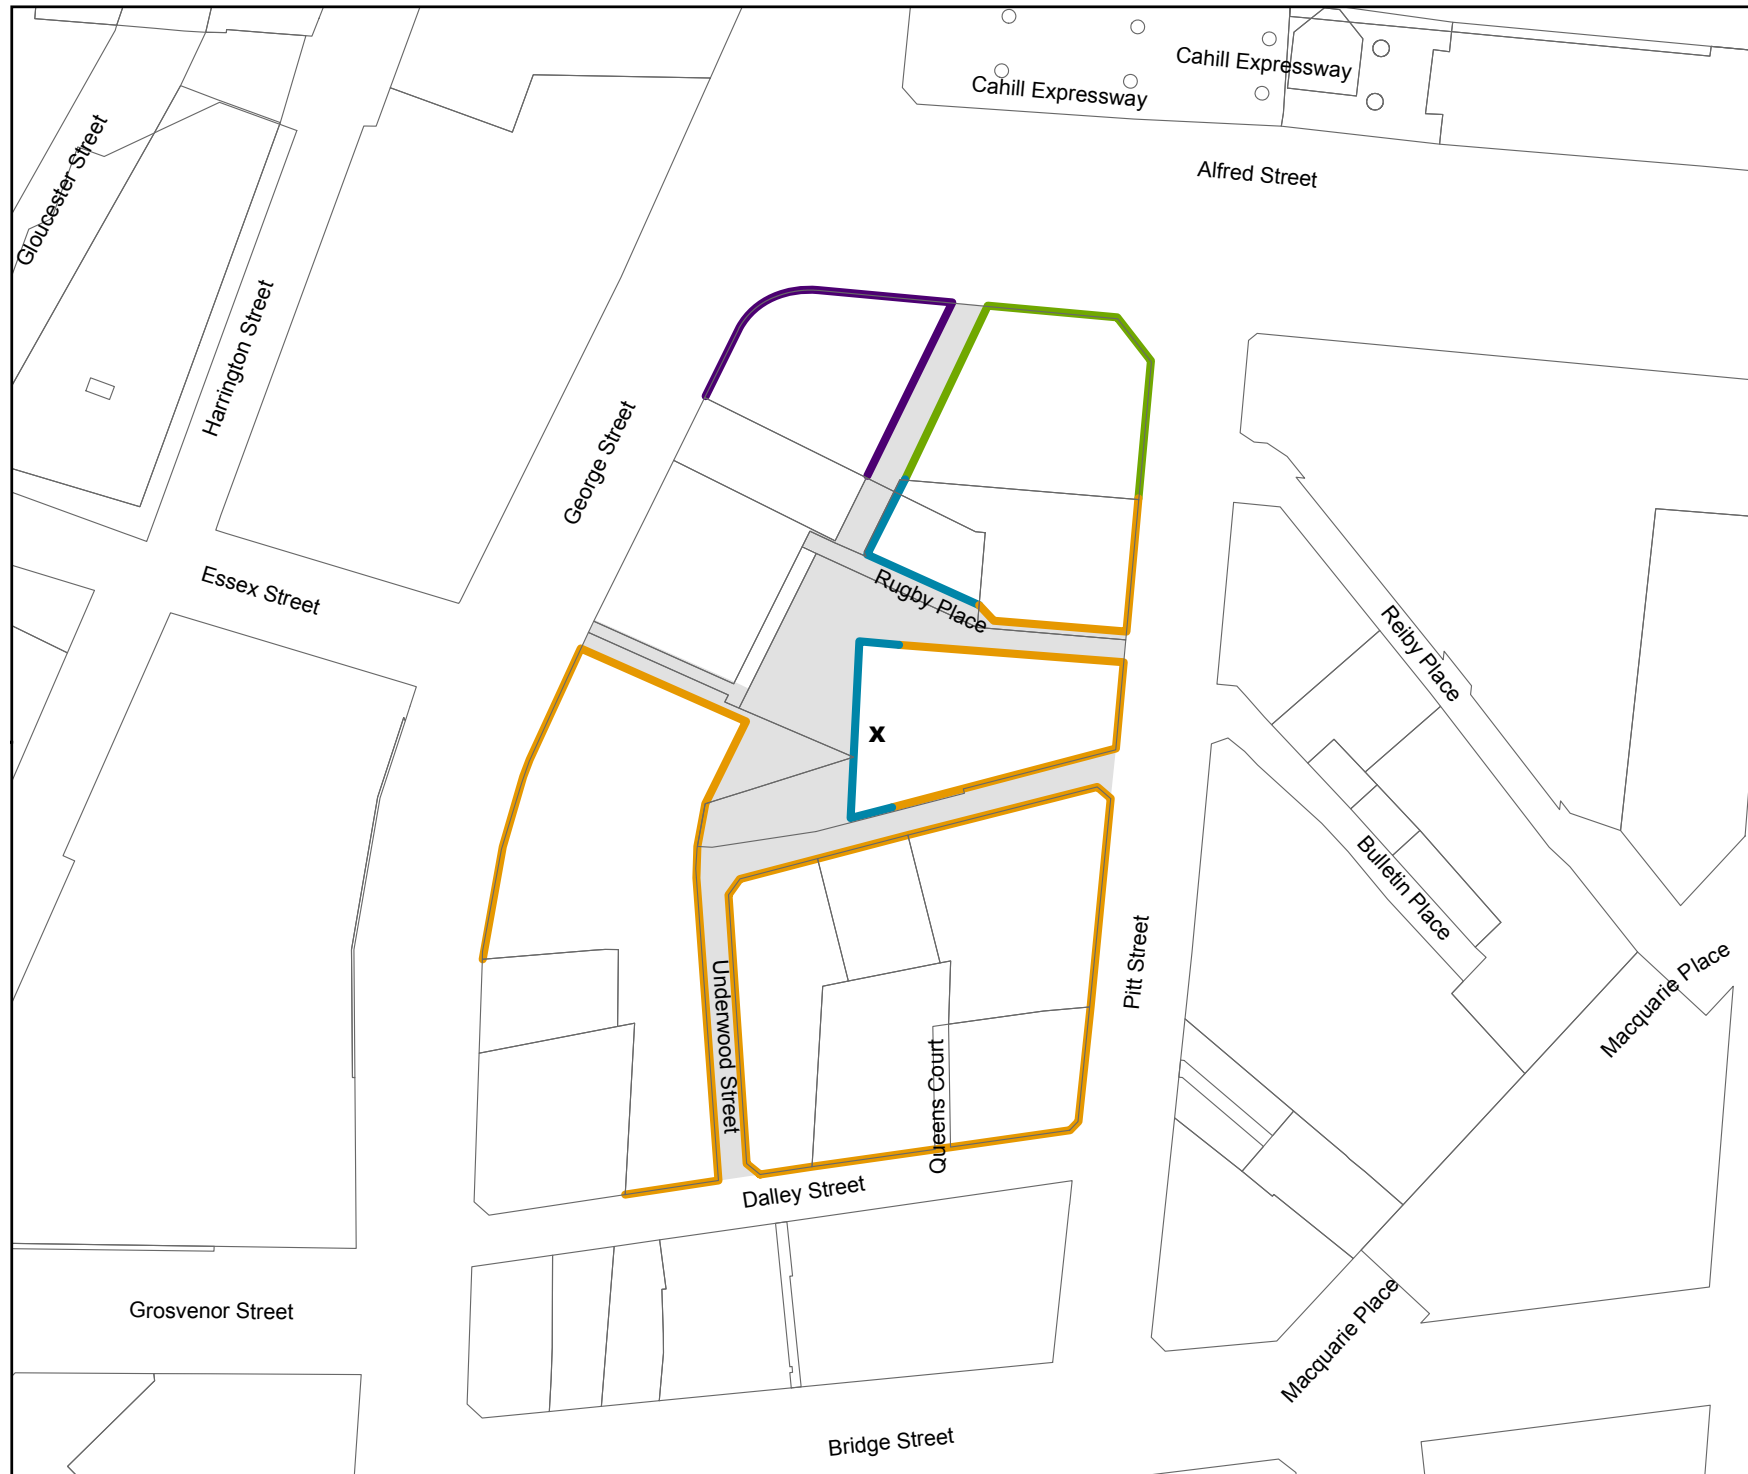 Cahill Expressway
Cahill Expressway
Alfred Street
Gloucester Street
Harrington Street
George Street
Essex Street
Rugby Place
Reiby Place
x
Bulletin Place
Pitt Street
Macquarie Place
Underwood Street
Queens Court
Dalley Street
Grosvenor Street
Macquarie Place
Bridge Street